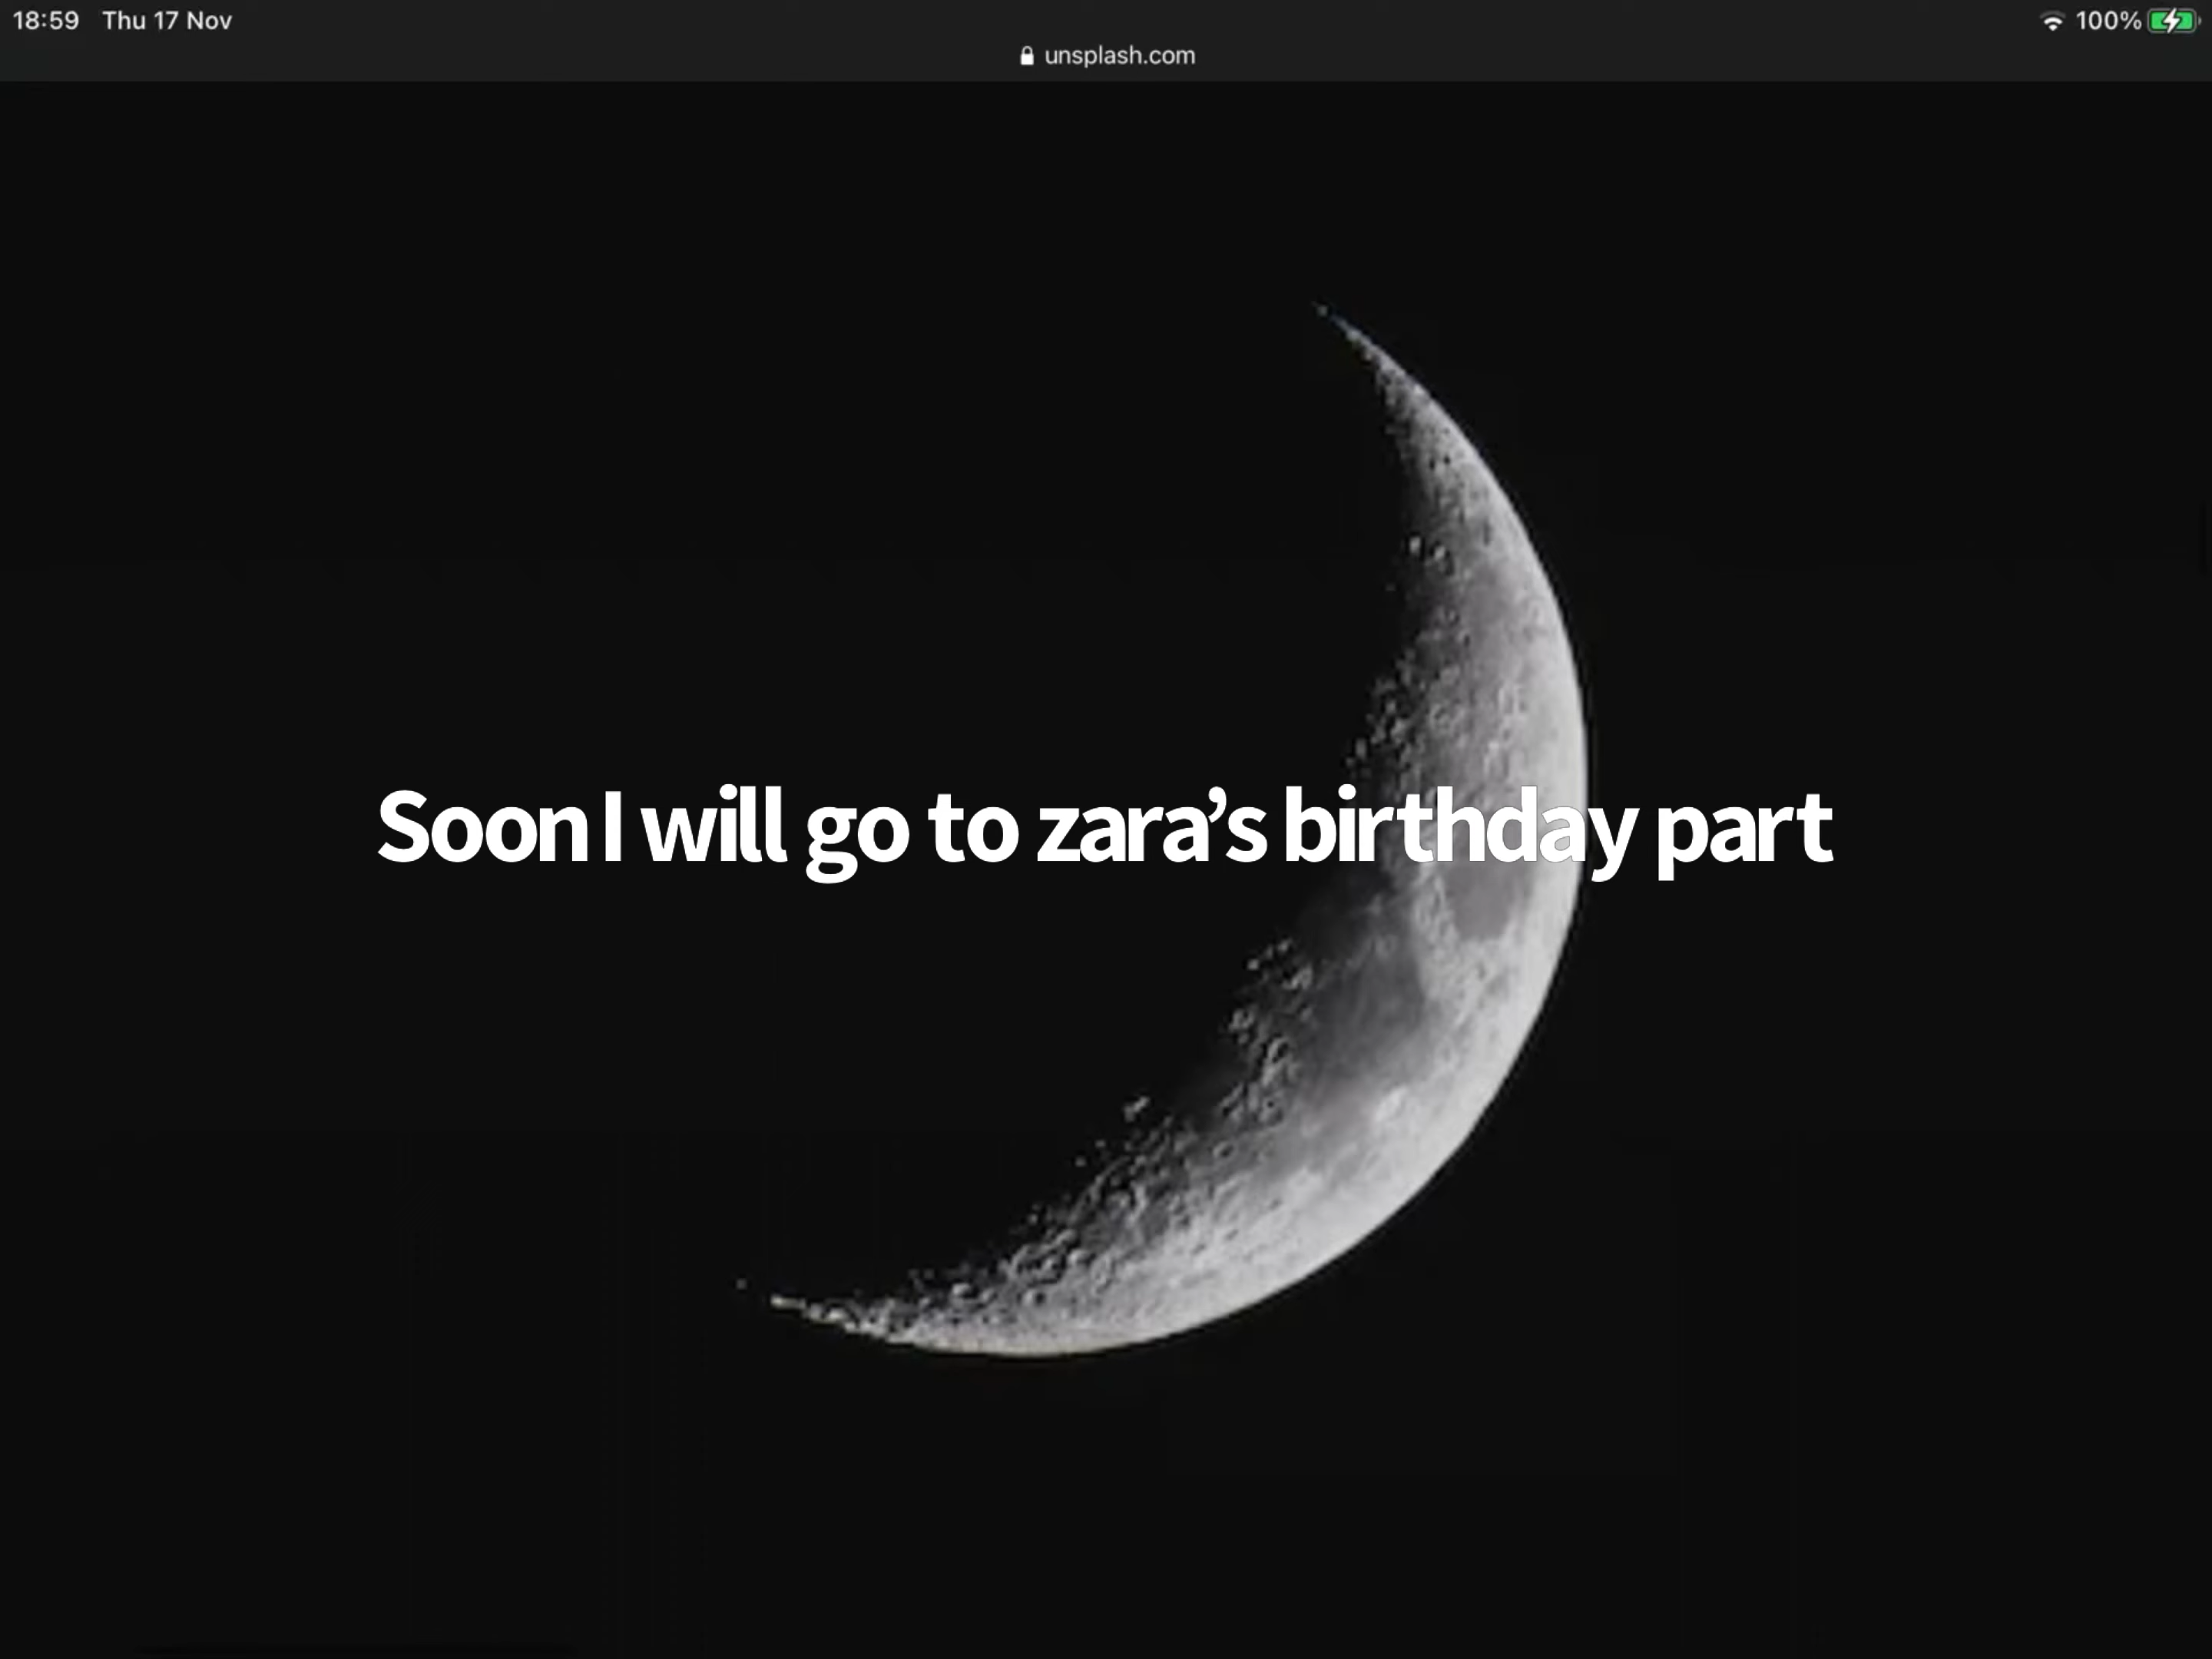 18:59 Thu 17 Nov 100%
unsplash.com
Soon I will go to zara’s birthday part